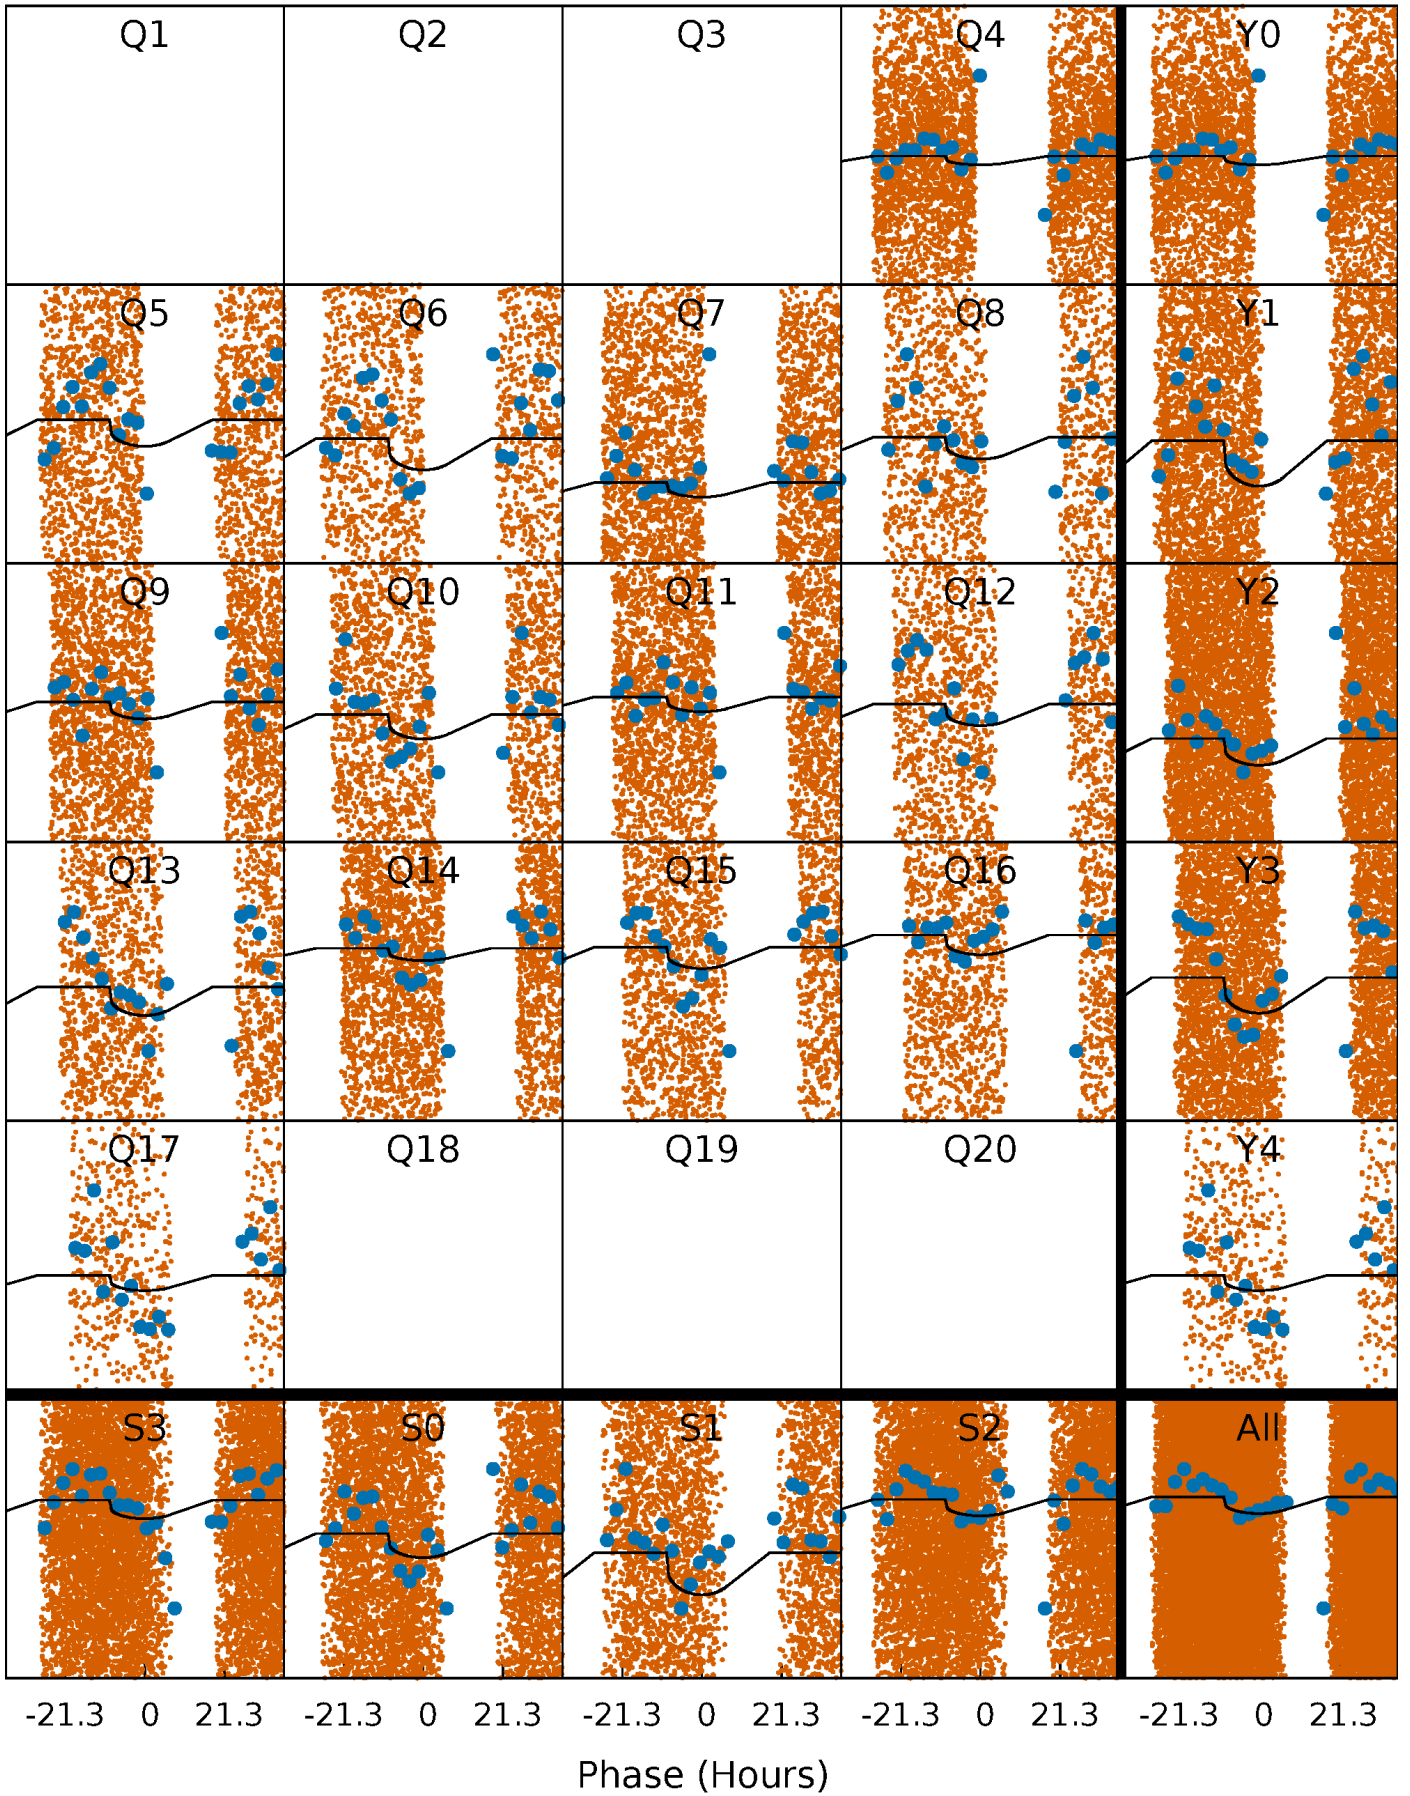 Q1 Q2 Q3 Q4 Y0
Q5 Q6 Q7 Q8 Y1
Q9 Q10 Q11 Q12 Y2
Q13 Q14 Q15 Q16 Y3
Q17 Q18 Q19 Q20 Y4
S3 S0 S1 S2 All
-21.3 0 21.3 -21.3 0 21.3 -21.3 0 21.3 -21.3 0 21.3 -21.3 0 21.3
Phase (Hours)